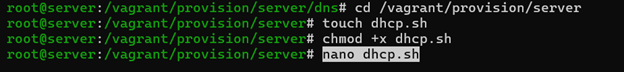 root@server:/vagrant/provision/server/dns# cd /vagrant/provision/server
root@server:/vagrant/provision/server# touch dhcp.sh
root@server:/vagrant/provision/server# chmod +x dhcp.sh
root@server:/vagrant/provision/server# nano dhcp.sh